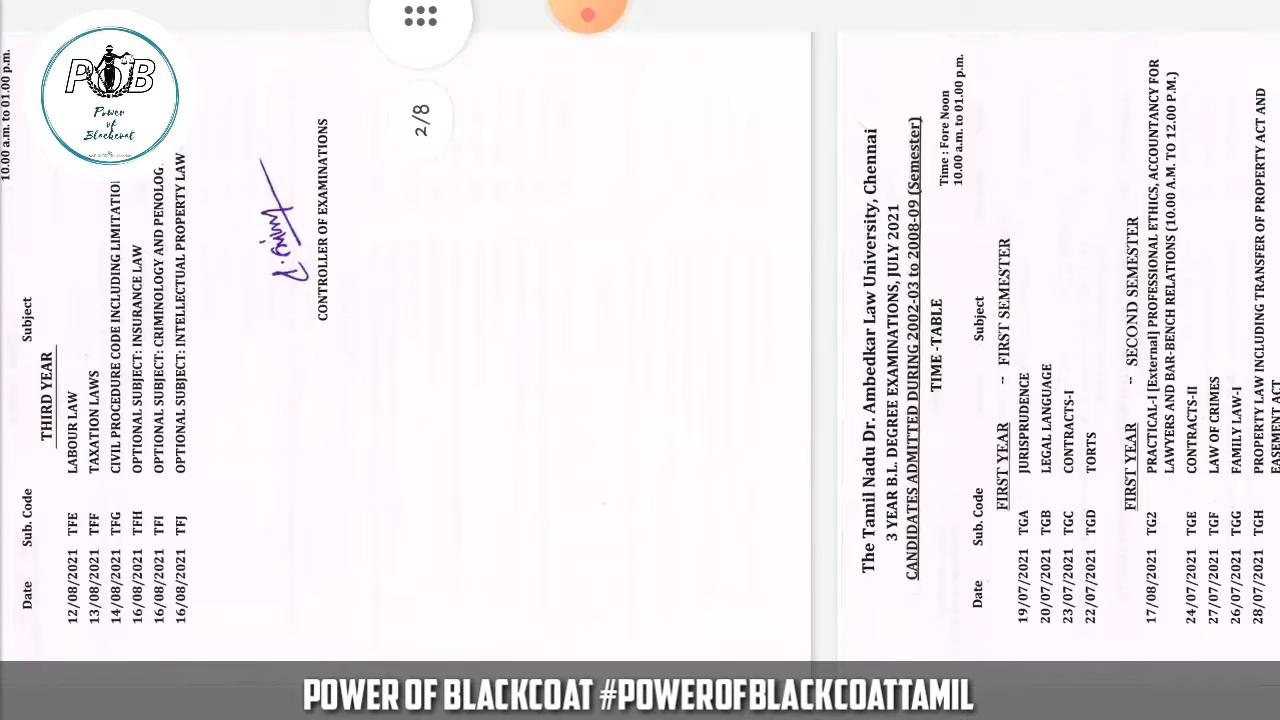 10.00 a.m. to 01.00 p.m.
Date Sub. Code Subject
THIRD YEAR
12/08/2021 TFE LABOUR LAW
13/08/2021 TFF TAXATION LAWS
14/08/2021 TFG CIVIL PROCEDURE CODE INCLUDING LIMITATIO
16/08/2021 TFH OPTIONAL SUBJECT: INSURANCE LAW
16/08/2021 TFI OPTIONAL SUBJECT: CRIMINOLOGY AND PENOLOG
16/08/2021 TFJ OPTIONAL SUBJECT: INTELLECTUAL PROPERTY LAW
CONTROLLER OF EXAMINATIONS
2/8
The Tamil Nadu Dr. Ambedkar Law University, Chennai
3 YEAR B.L. DEGREE EXAMINATIONS, JULY 2021
CANDIDATES ADMITTED DURING 2002-03 to 2008-09 (Semester)
TIME -TABLE
Time : Fore Noon
10.00 a.m. to 01.00 p.m.
Date Sub. Code Subject
FIRST YEAR -- FIRST SEMESTER
19/07/2021 TGA JURISPRUDENCE
20/07/2021 TGB LEGAL LANGUAGE
23/07/2021 TGC CONTRACTS-I
22/07/2021 TGD TORTS
FIRST YEAR -- SECOND SEMESTER
17/08/2021 TG2 PRACTICAL-I [External] PROFESSIONAL ETHICS, ACCOUNTANCY FOR
LAWYERS AND BAR-BENCH RELATIONS (10.00 A.M. TO 12.00 P.M.)
24/07/2021 TGE CONTRACTS-II
27/07/2021 TGF LAW OF CRIMES
26/07/2021 TGG FAMILY LAW-I
28/07/2021 TGH PROPERTY LAW INCLUDING TRANSFER OF PROPERTY ACT AND
EASEMENT ACT
POB
Power
of
Blackcoat
POWER OF BLACKCOAT #POWEROFBLACKCOATTAMIL